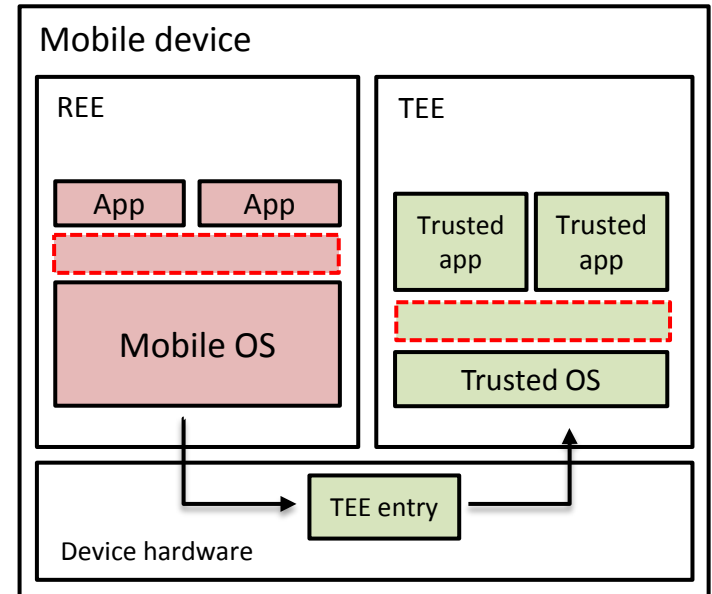 Mobile device
REE
TEE
App
App
Trusted
app
Trusted
app
Mobile OS
Trusted OS
TEE entry
Device hardware